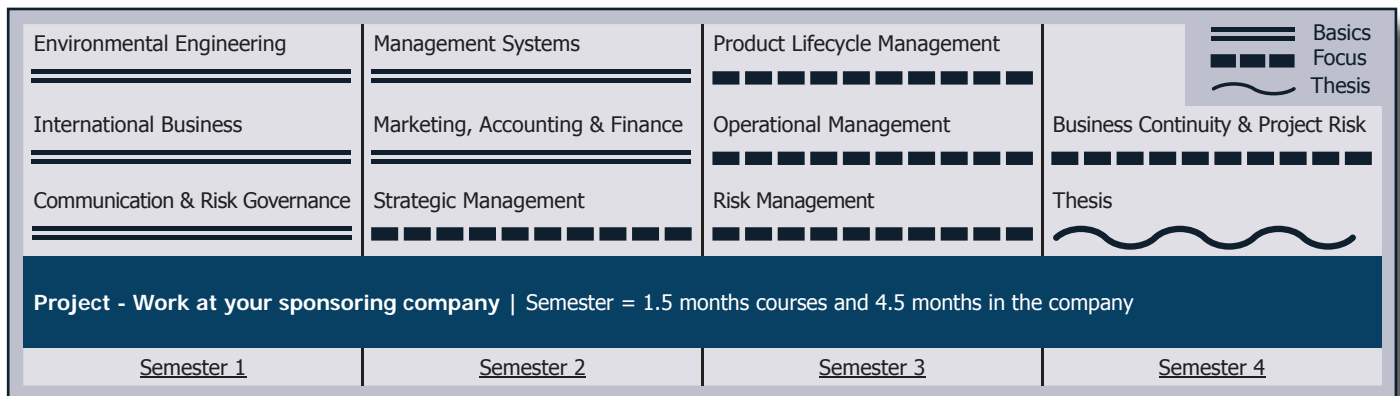 Environmental Engineering
Management Systems
Product Lifecycle Management
Basics
Focus
Thesis
International Business
Marketing, Accounting & Finance
Operational Management
Business Continuity & Project Risk
Communication & Risk Governance
Strategic Management
Risk Management
Thesis
Project - Work at your sponsoring company | Semester = 1.5 months courses and 4.5 months in the company
Semester 1
Semester 2
Semester 3
Semester 4